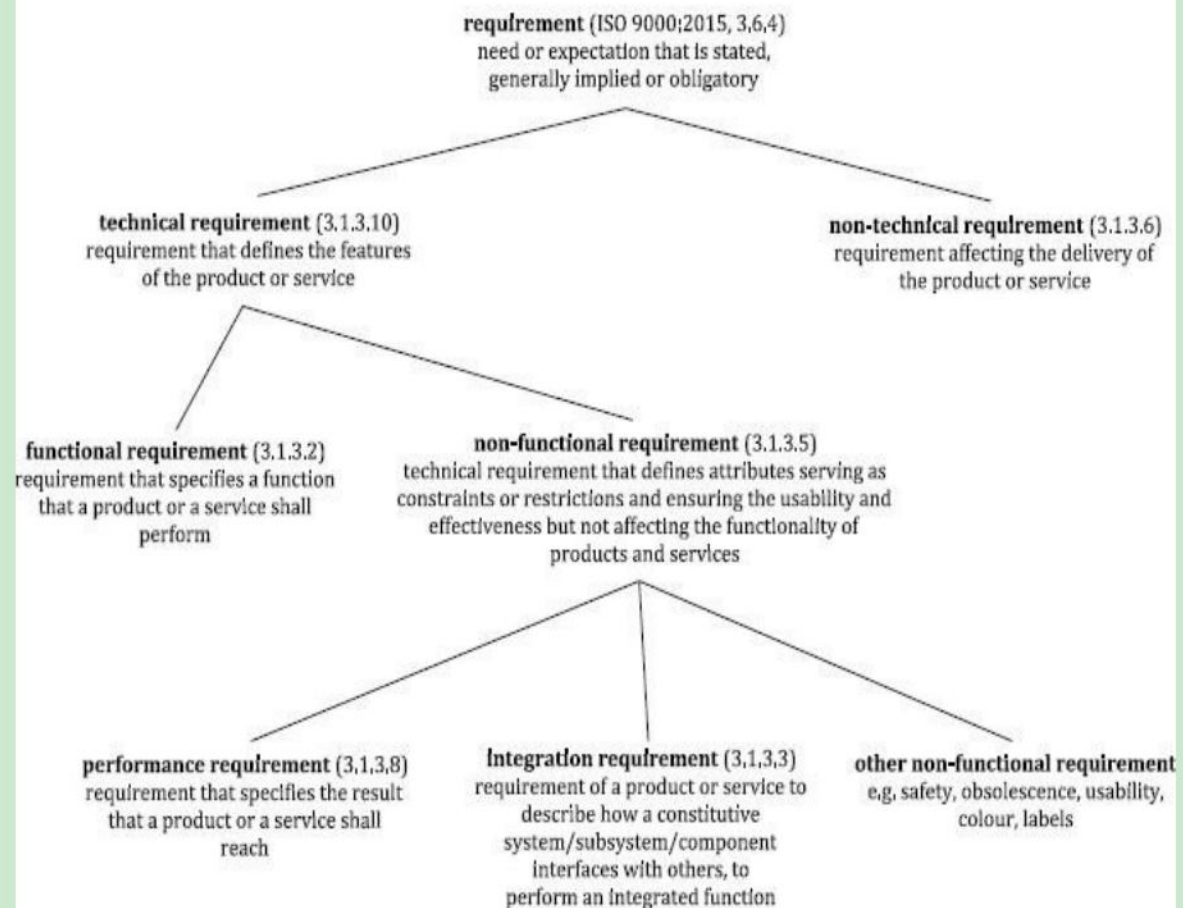 requirement (ISO 9000:2015, 3,6,4)
need or expectation that is stated,
generally implied or obligatory
technical requirement (3.1.3.10)
requirement that defines the features
of the product or service
non-technical requirement (3.1.3.6)
requirement affecting the delivery of
the product or service
functional requirement (3.1.3.2)
requirement that specifies a function
that a product or a service shall
perform
non-functional requirement (3.1.3.5)
technical requirement that defines attributes serving as
constraints or restrictions and ensuring the usability and
effectiveness but not affecting the functionality of
products and services
performance requirement (3,1,3,8)
requirement that specifies the result
that a product or a service shall
reach
integration requirement (3,1,3,3)
requirement of a product or service to
describe how a constitutive
system/subsystem/component
interfaces with others, to
perform an integrated function
other non-functional requirement
e,g, safety, obsolescence, usability,
colour, labels